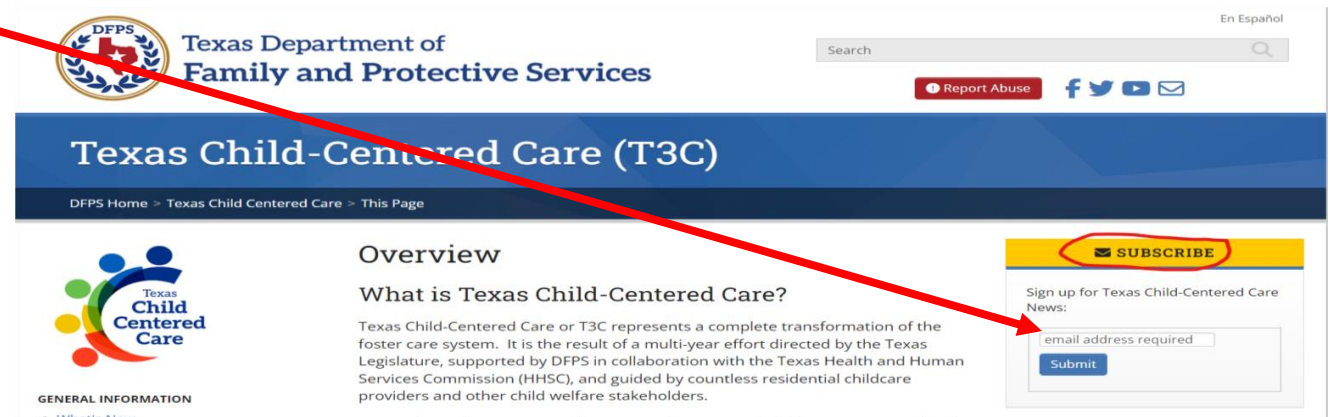 En Español
DFPS
Texas Department of
Family and Protective Services
Search
Report Abuse
Texas Child-Centered Care (T3C)
DFPS Home > Texas Child Centered Care > This Page
Texas
Child
Centered
Care
GENERAL INFORMATION
Overview
What is Texas Child-Centered Care?
Texas Child-Centered Care or T3C represents a complete transformation of the
foster care system. It is the result of a multi-year effort directed by the Texas
Legislature, supported by DFPS in collaboration with the Texas Health and Human
Services Commission (HHSC), and guided by countless residential childcare
providers and other child welfare stakeholders.
SUBSCRIBE
Sign up for Texas Child-Centered Care
News:
email address required
Submit